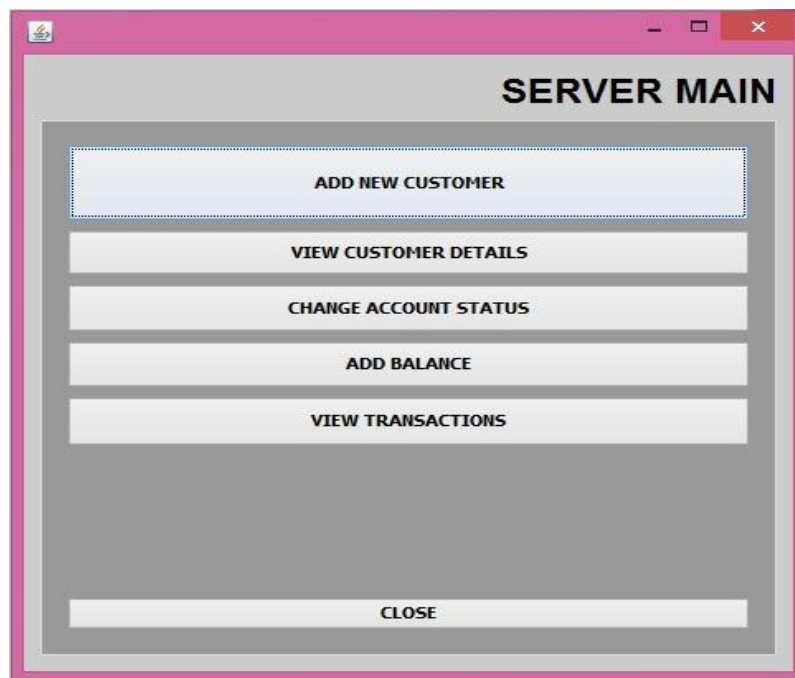 SERVER MAIN
ADD NEW CUSTOMER
VIEW CUSTOMER DETAILS
CHANGE ACCOUNT STATUS
ADD BALANCE
VIEW TRANSACTIONS
CLOSE